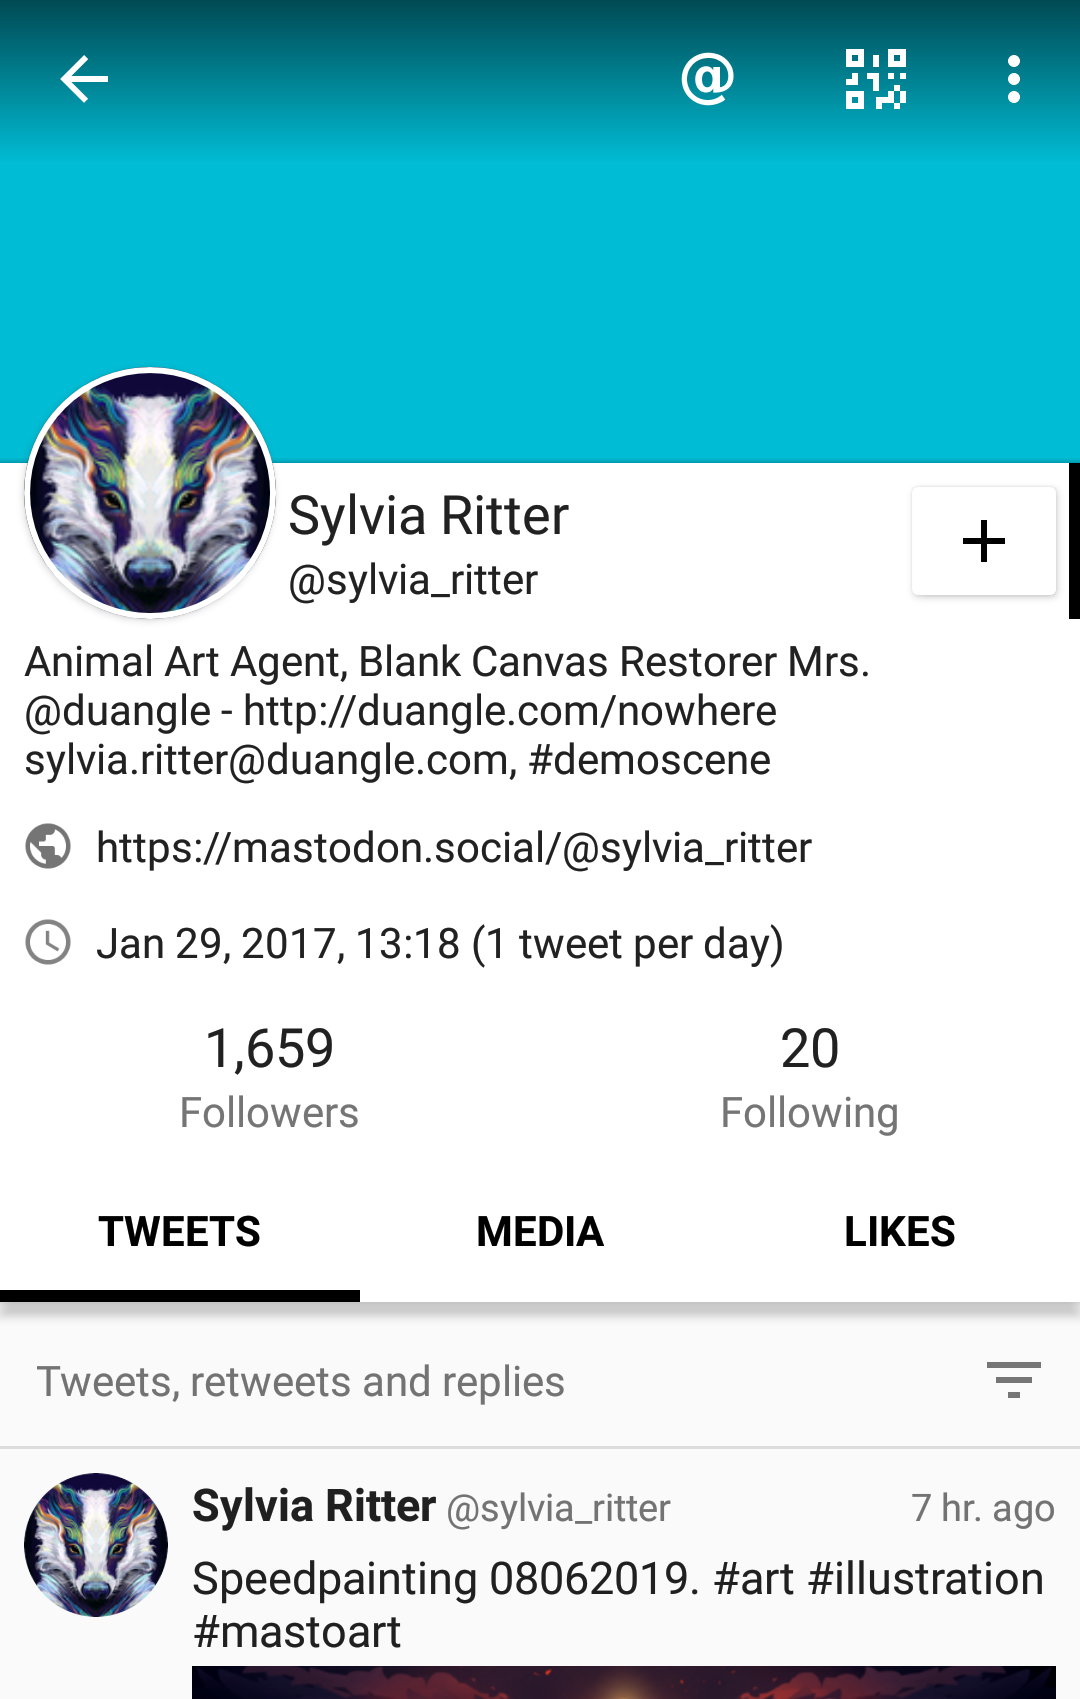 @
Sylvia Ritter
@sylvia_ritter
Animal Art Agent, Blank Canvas Restorer Mrs.
@duangle - http://duangle.com/nowhere
sylvia.ritter@duangle.com, #demoscene
https://mastodon.social/@sylvia_ritter
Jan 29, 2017, 13:18 (1 tweet per day)
1,659 20
Followers Following
TWEETS MEDIA LIKES
Tweets, retweets and replies
Sylvia Ritter @sylvia_ritter 7 hr. ago
Speedpainting 08062019. #art #illustration
#mastoart